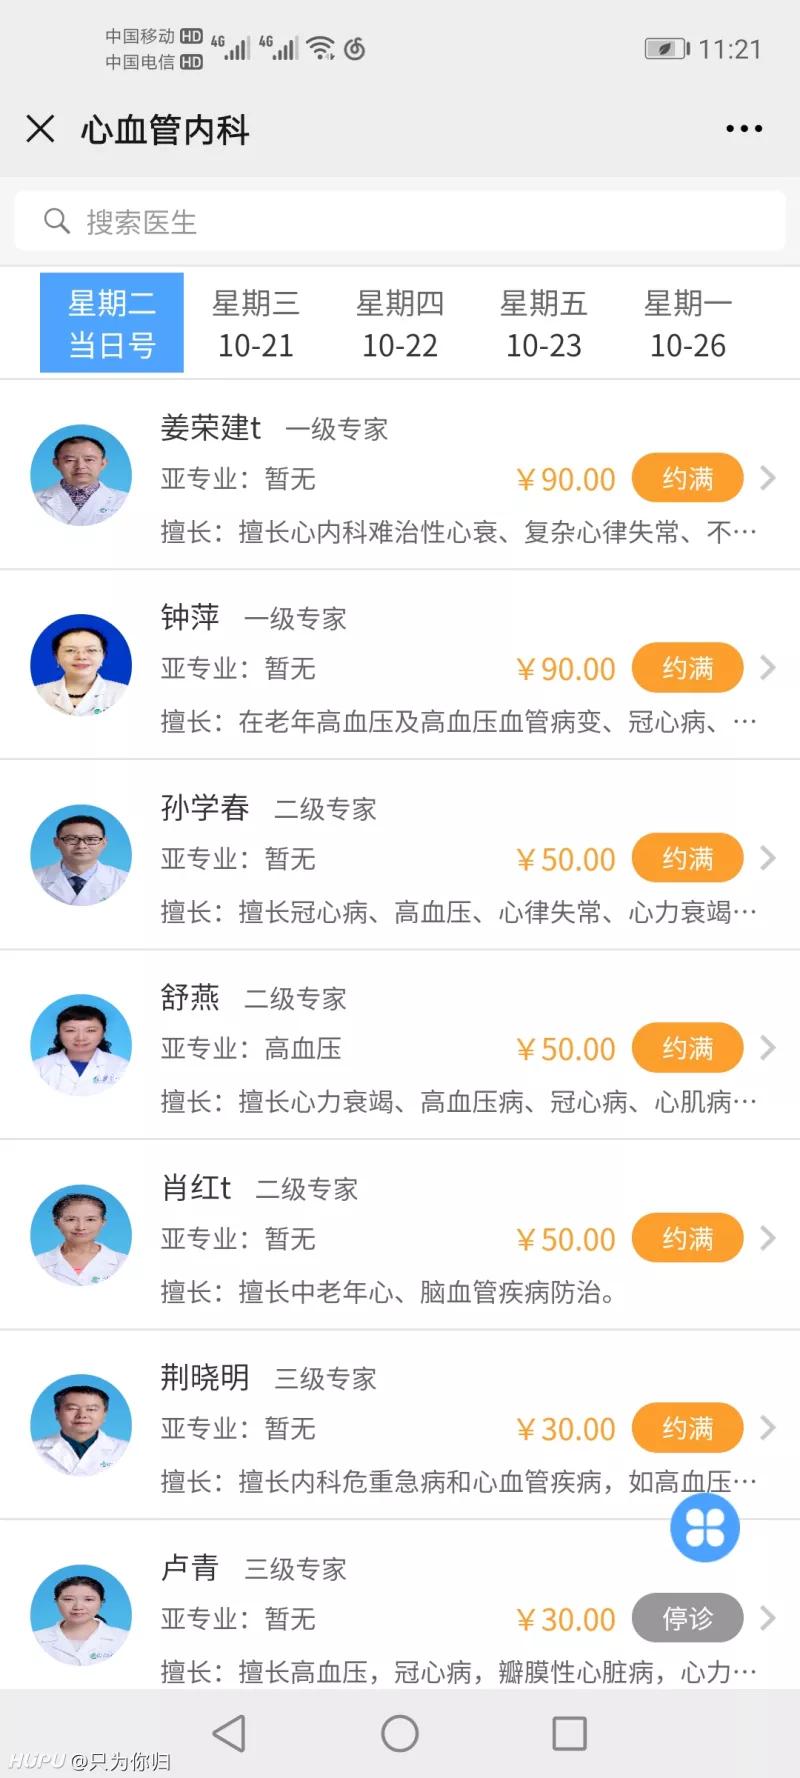 中国移动 HD 4G 4G 11:21
中国电信 HD
心血管内科
搜索医生
星期二 星期三 星期四 星期五 星期一
当日号 10-21 10-22 10-23 10-26
姜荣建t 一级专家
亚专业：暂无 ￥90.00 约满
擅长：擅长心内科难治性心衰、复杂心律失常、不…
钟萍 一级专家
亚专业：暂无 ￥90.00 约满
擅长：在老年高血压及高血压血管病变、冠心病、…
孙学春 二级专家
亚专业：暂无 ￥50.00 约满
擅长：擅长冠心病、高血压、心律失常、心力衰竭…
舒燕 二级专家
亚专业：高血压 ￥50.00 约满
擅长：擅长心力衰竭、高血压病、冠心病、心肌病…
肖红t 二级专家
亚专业：暂无 ￥50.00 约满
擅长：擅长中老年心、脑血管疾病防治。
荆晓明 三级专家
亚专业：暂无 ￥30.00 约满
擅长：擅长内科危重急病和心血管疾病，如高血压…
卢青 三级专家
亚专业：暂无 ￥30.00 停诊
擅长：擅长高血压，冠心病，瓣膜性心脏病，心力…
HUPU @只为你归